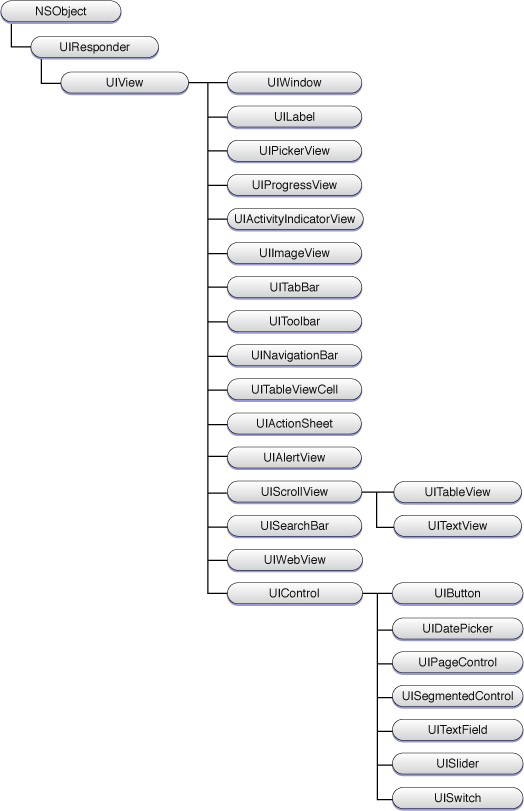 NSObject
UIResponder
UIView
UIWindow
UILabel
UIPickerView
UIProgressView
UIActivityIndicatorView
UIImageView
UITabBar
UIToolbar
UINavigationBar
UITableViewCell
UIActionSheet
UIAlertView
UIScrollView
UITableView
UITextView
UISearchBar
UIWebView
UIControl
UIButton
UIDatePicker
UIPageControl
UISegmentedControl
UITextField
UISlider
UISwitch